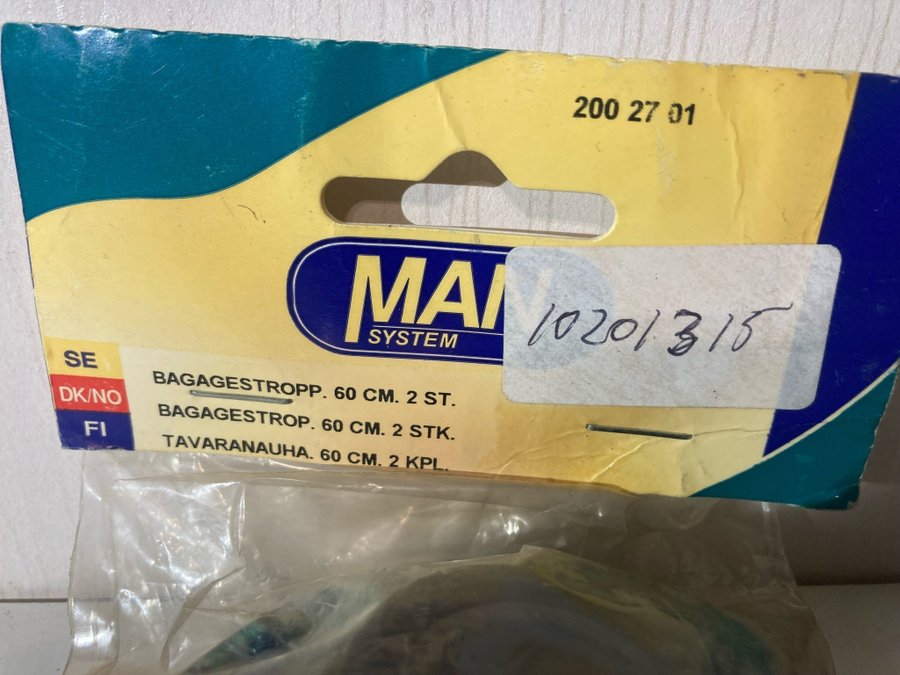 200 27 01
MAN
SYSTEM
10201315
SE
BAGAGESTROPP. 60 CM. 2 ST.
DK/NO
BAGAGESTROP. 60 CM. 2 STK.
FI
TAVARANAUHA. 60 CM. 2 KPL.